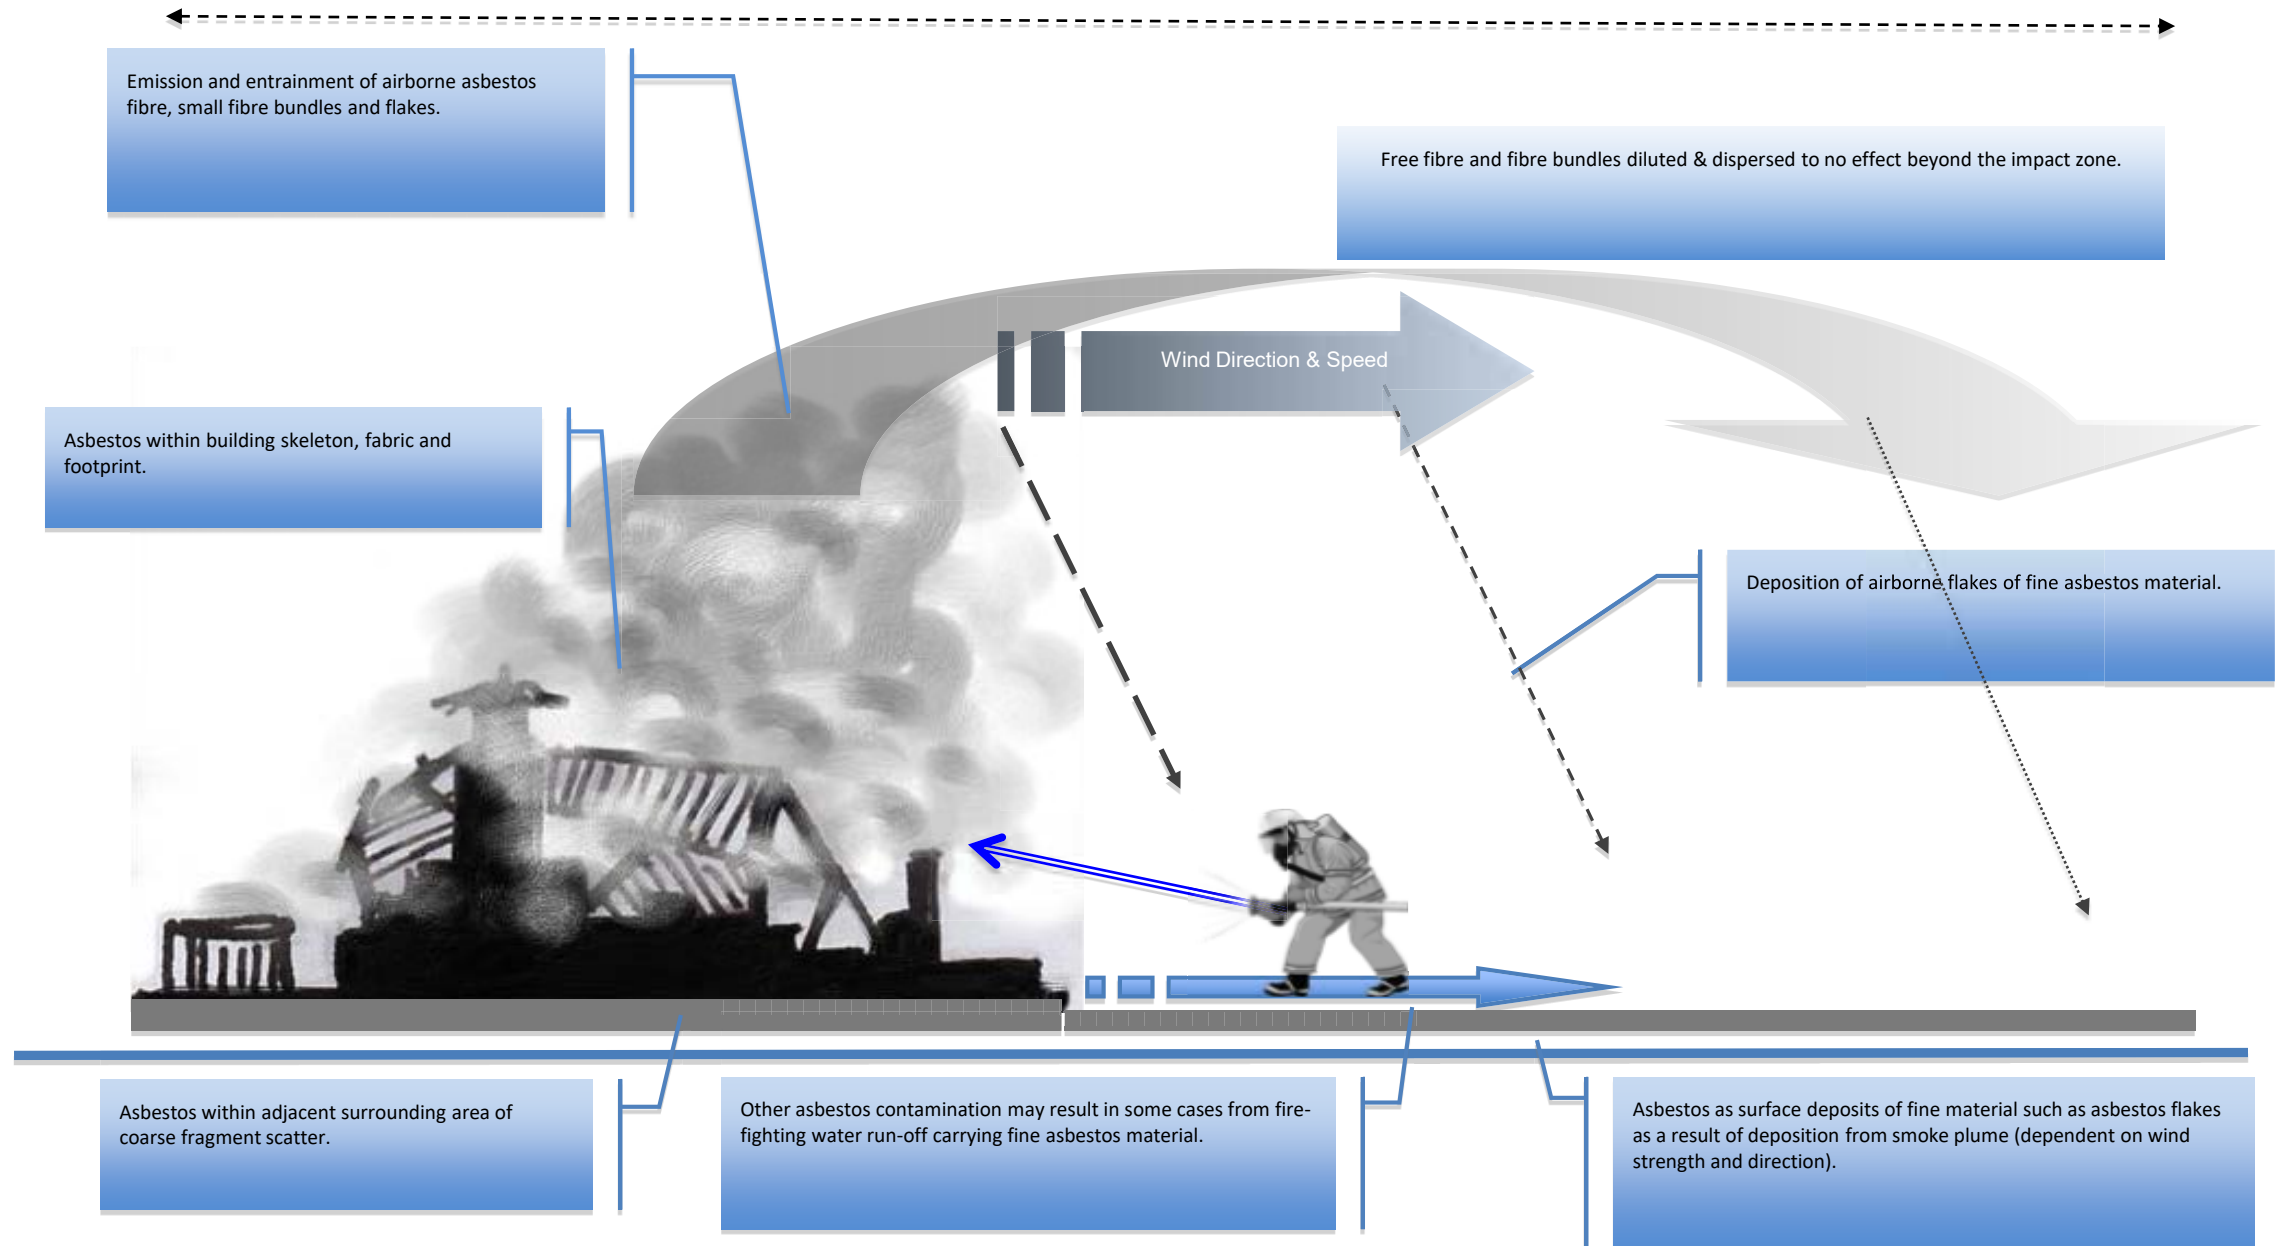 Emission and entrainment of airborne asbestos
fibre, small fibre bundles and flakes.
Free fibre and fibre bundles diluted & dispersed to no effect beyond the impact zone.
Wind Direction & Speed
Asbestos within building skeleton, fabric and
footprint.
Deposition of airborne flakes of fine asbestos material.
Asbestos within adjacent surrounding area of
coarse fragment scatter.
Other asbestos contamination may result in some cases from fire-
fighting water run-off carrying fine asbestos material.
Asbestos as surface deposits of fine material such as asbestos flakes
as a result of deposition from smoke plume (dependent on wind
strength and direction).